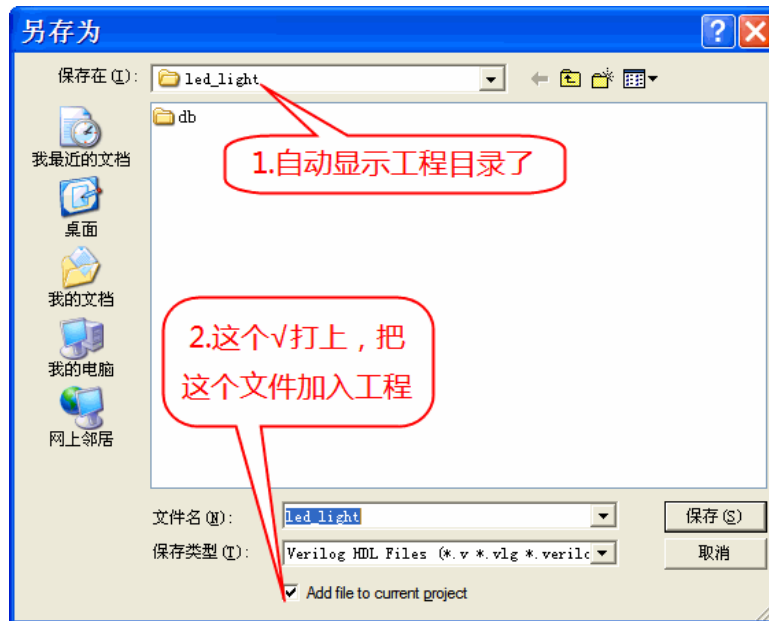 另存为
保存在(I):
led_light
db
1.自动显示工程目录了
我最近的文档
桌面
我的文档
我的电脑
网上邻居
2.这个√打上，把
这个文件加入工程
文件名(N):
led_light
保存(S)
保存类型(T):
Verilog HDL Files (*.v *.vlg *.verilc
取消
Add file to current project